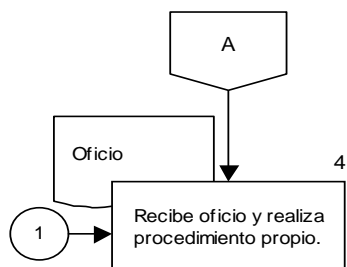 A
Oficio
4
1
Recibe oficio y realiza
procedimiento propio.